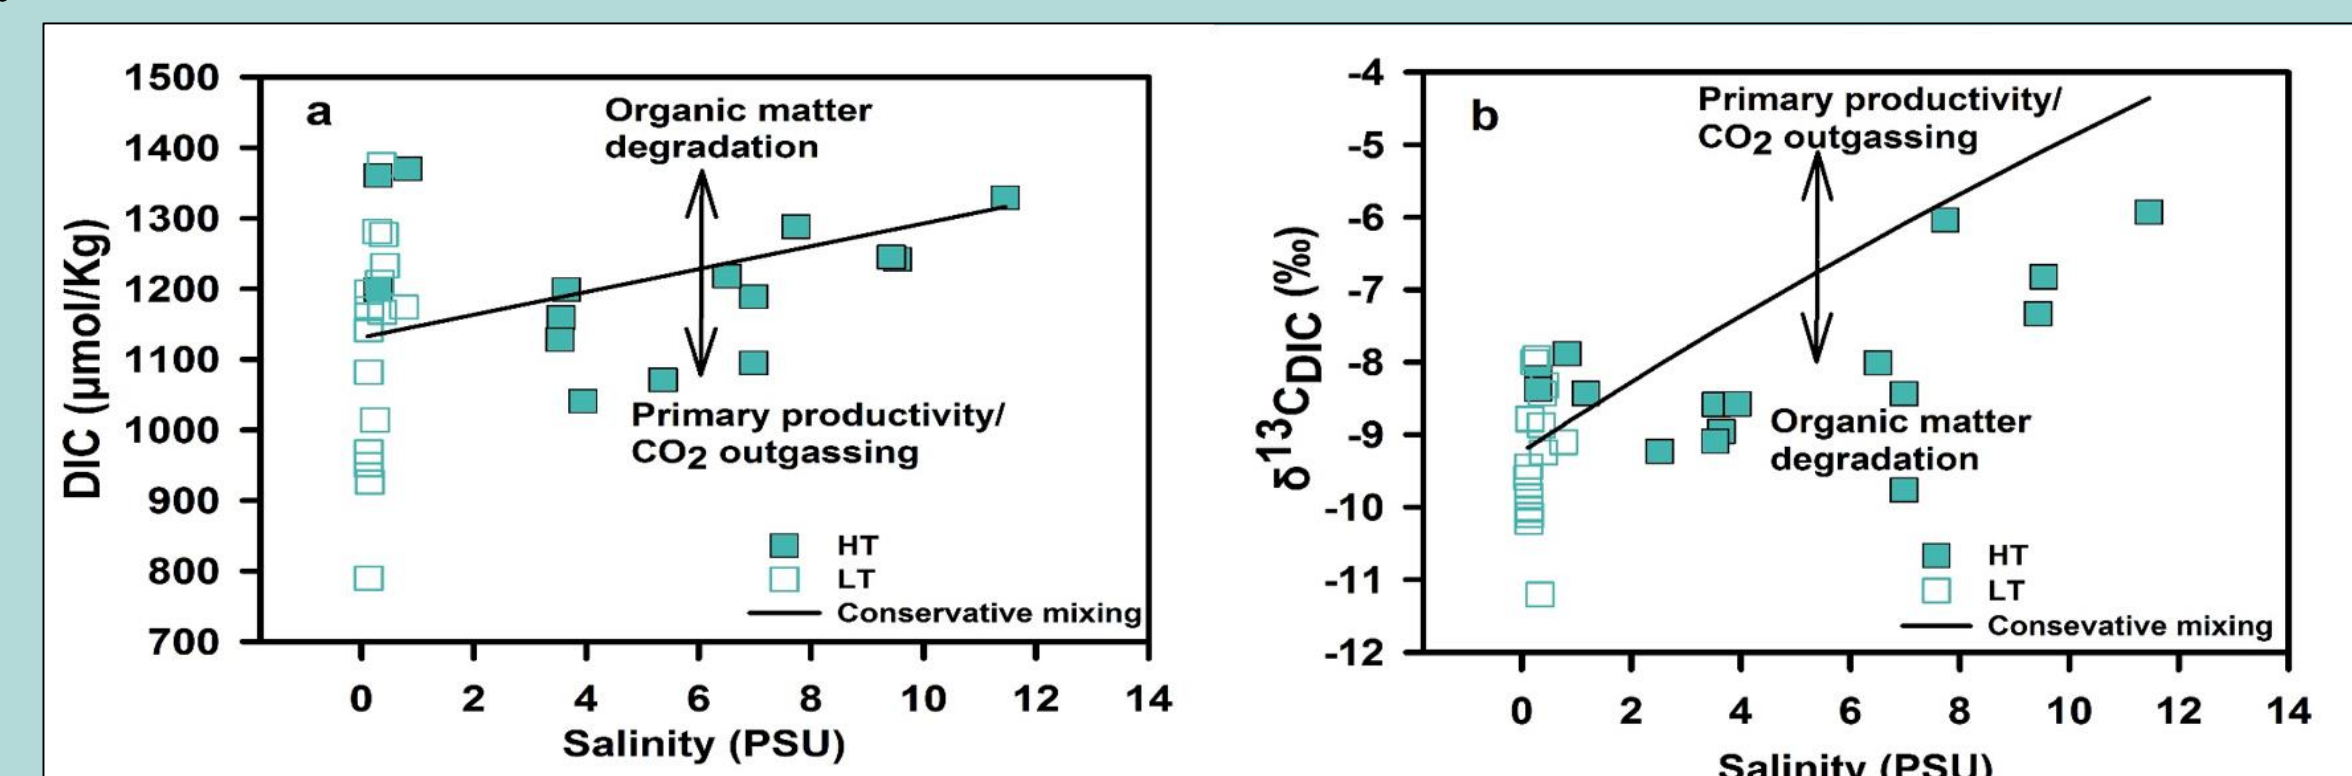 a
Organic matter
degradation
Primary productivity/
CO2 outgassing
HT
LT
Conservative mixing
DIC (μmol/Kg)
1500
1400
1300
1200
1100
1000
900
800
700
0 2 4 6 8 10 12 14
Salinity (PSU)
b
Primary productivity/
CO2 outgassing
Organic matter
degradation
HT
LT
Consevative mixing
δ13CDIC (‰)
-4
-5
-6
-7
-8
-9
-10
-11
-12
0 2 4 6 8 10 12 14
Salinity (PSU)